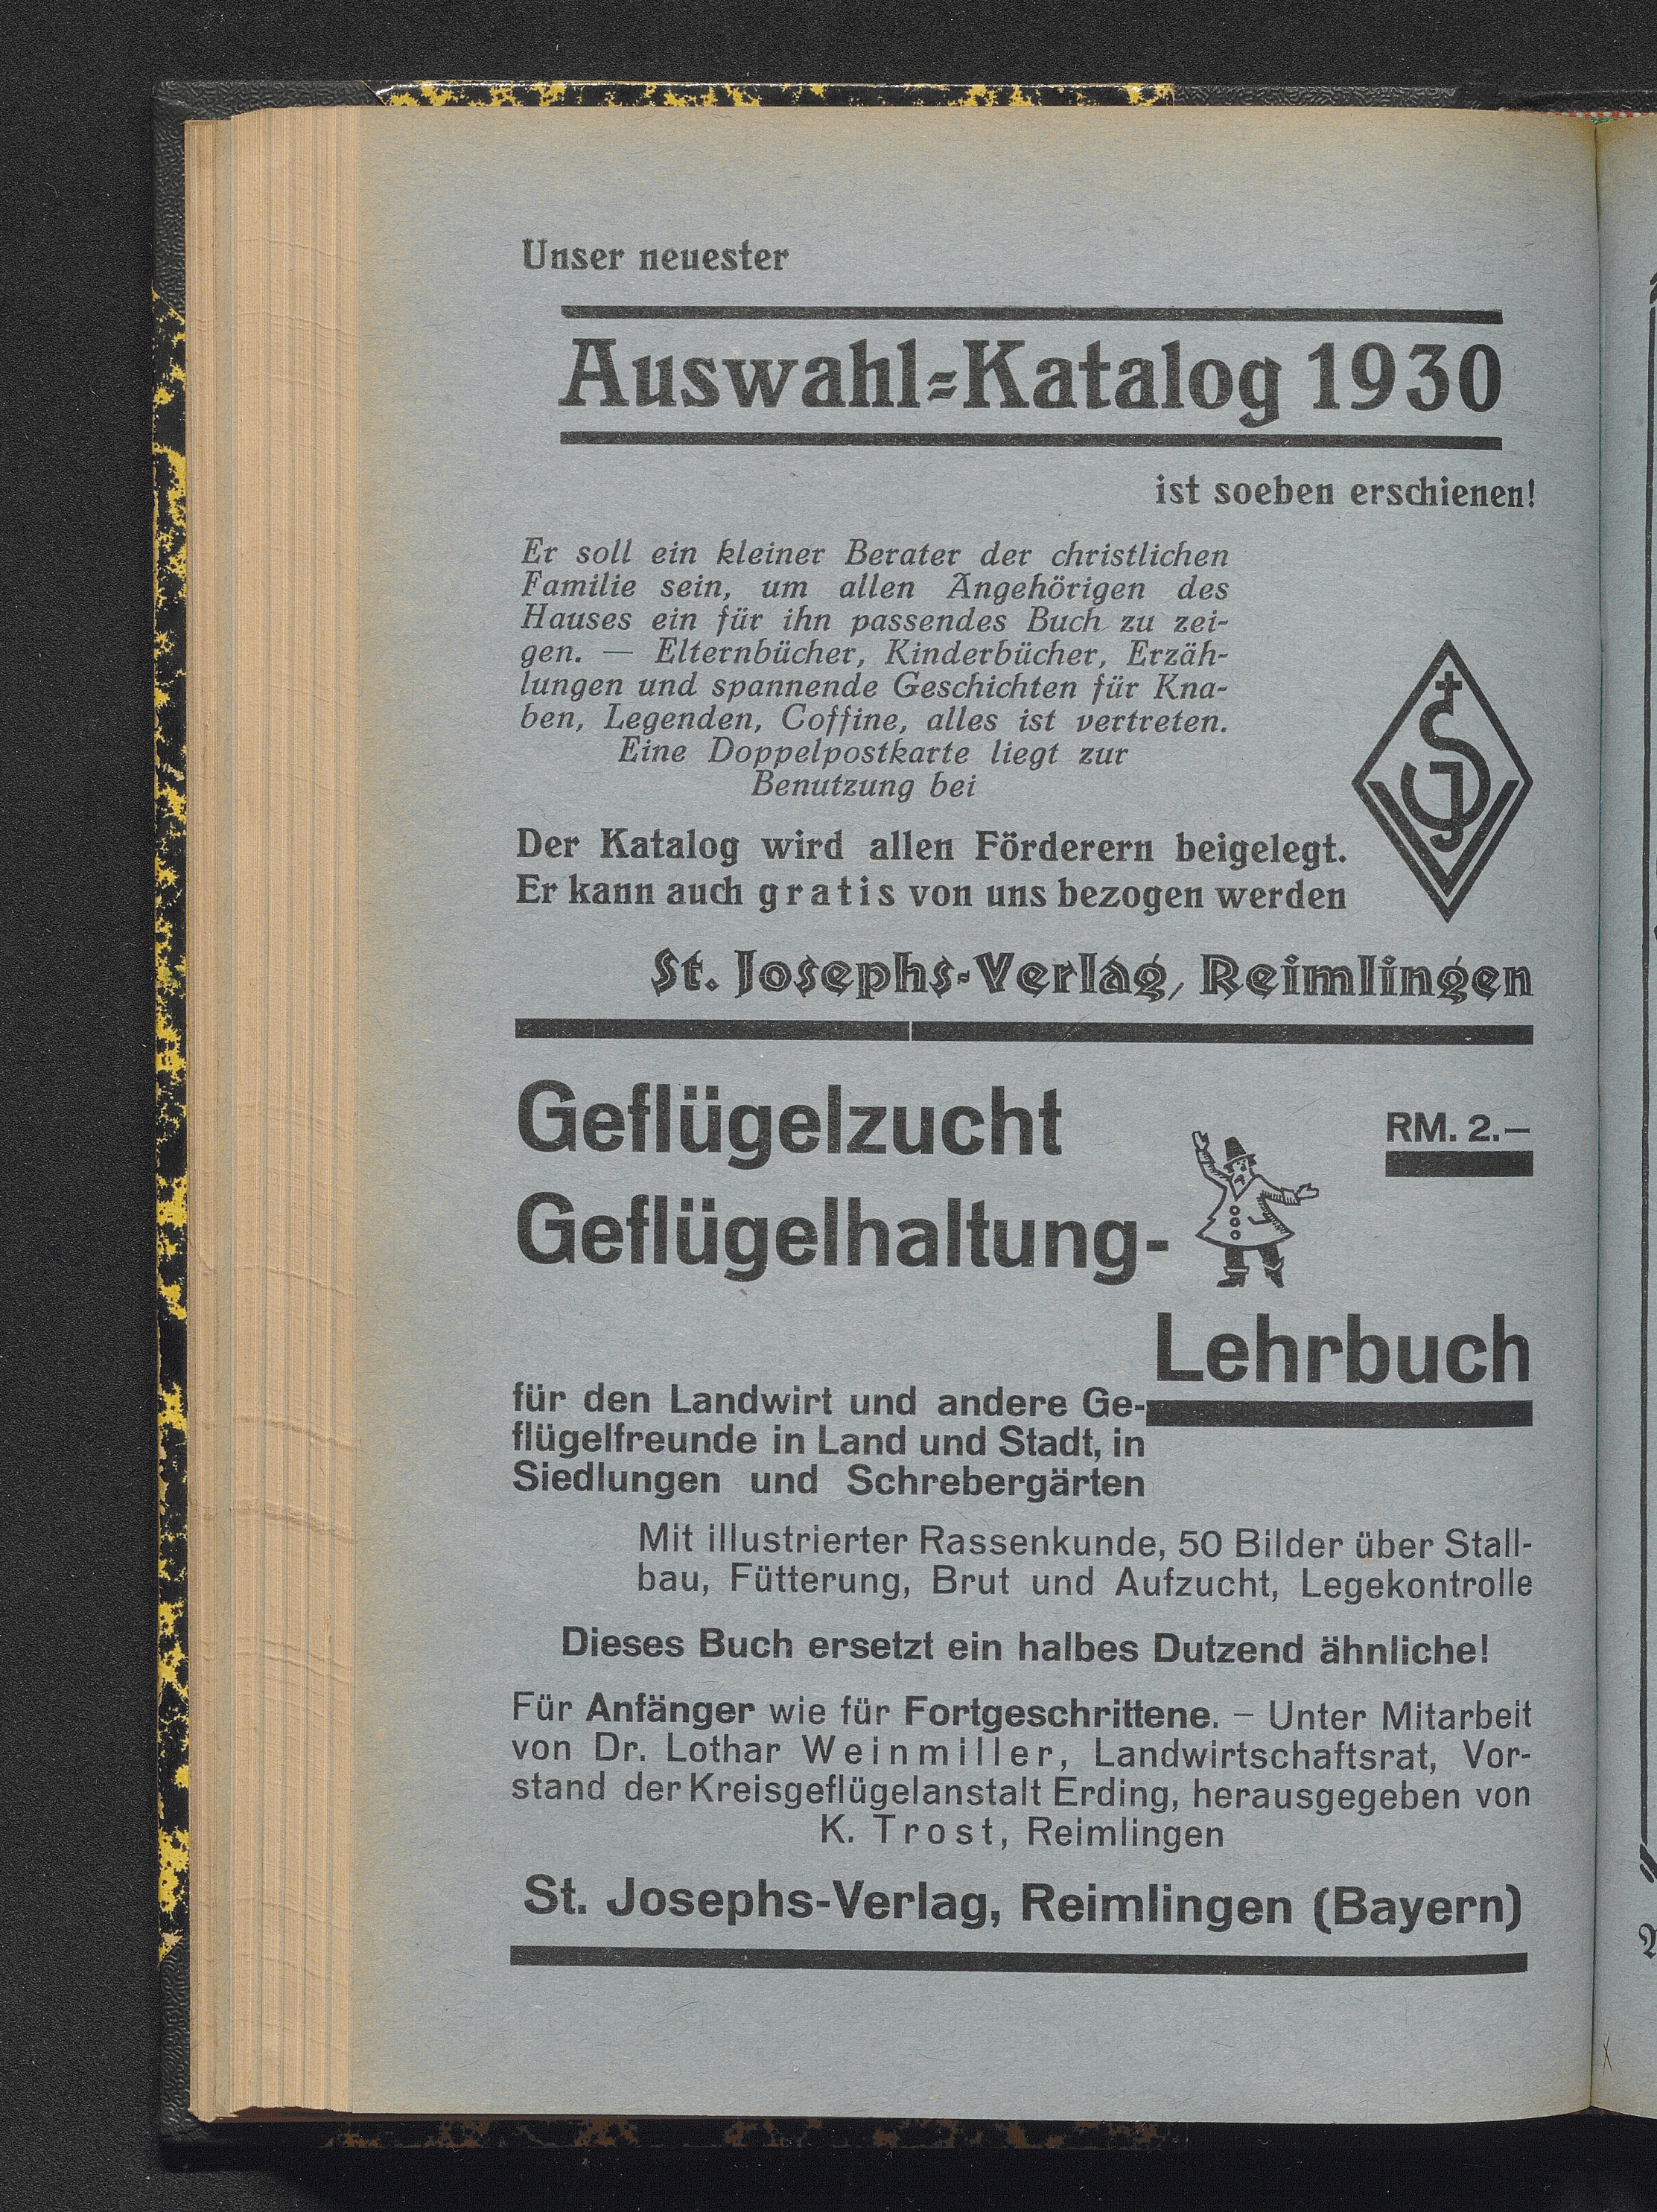 Unser neuester
Auswahl=Katalog 1930
ist soeben erschienen!
Er soll ein kleiner Berater der christlichen
Familie sein, um allen Angehörigen des
Hauses ein für ihn passendes Buch zu zei-
gen. — Elternbücher, Kinderbücher, Erzäh-
lungen und spannende Geschichten für Kna-
ben, Legenden, Goffine, alles ist vertreten.
Eine Doppelpostkarte liegt zur
Benutzung bei
Der Katalog wird allen Förderern beigelegt.
Er kann auch gratis von uns bezogen werden
St. Josephs-Verlag, Reimlingen
Geflügelzucht
RM. 2.—
Geflügelhaltung-
Lehrbuch
für den Landwirt und andere Ge-
flügelfreunde in Land und Stadt, in
Siedlungen und Schrebergärten
Mit illustrierter Rassenkunde, 50 Bilder über Stall-
bau, Fütterung, Brut und Aufzucht, Legekontrolle
Dieses Buch ersetzt ein halbes Dutzend ähnliche!
Für Anfänger wie für Fortgeschrittene. – Unter Mitarbeit
von Dr. Lothar Weinmiller, Landwirtschaftsrat, Vor-
stand der Kreisgeflügelanstalt Erding, herausgegeben von
K. Trost, Reimlingen
St. Josephs-Verlag, Reimlingen (Bayern)